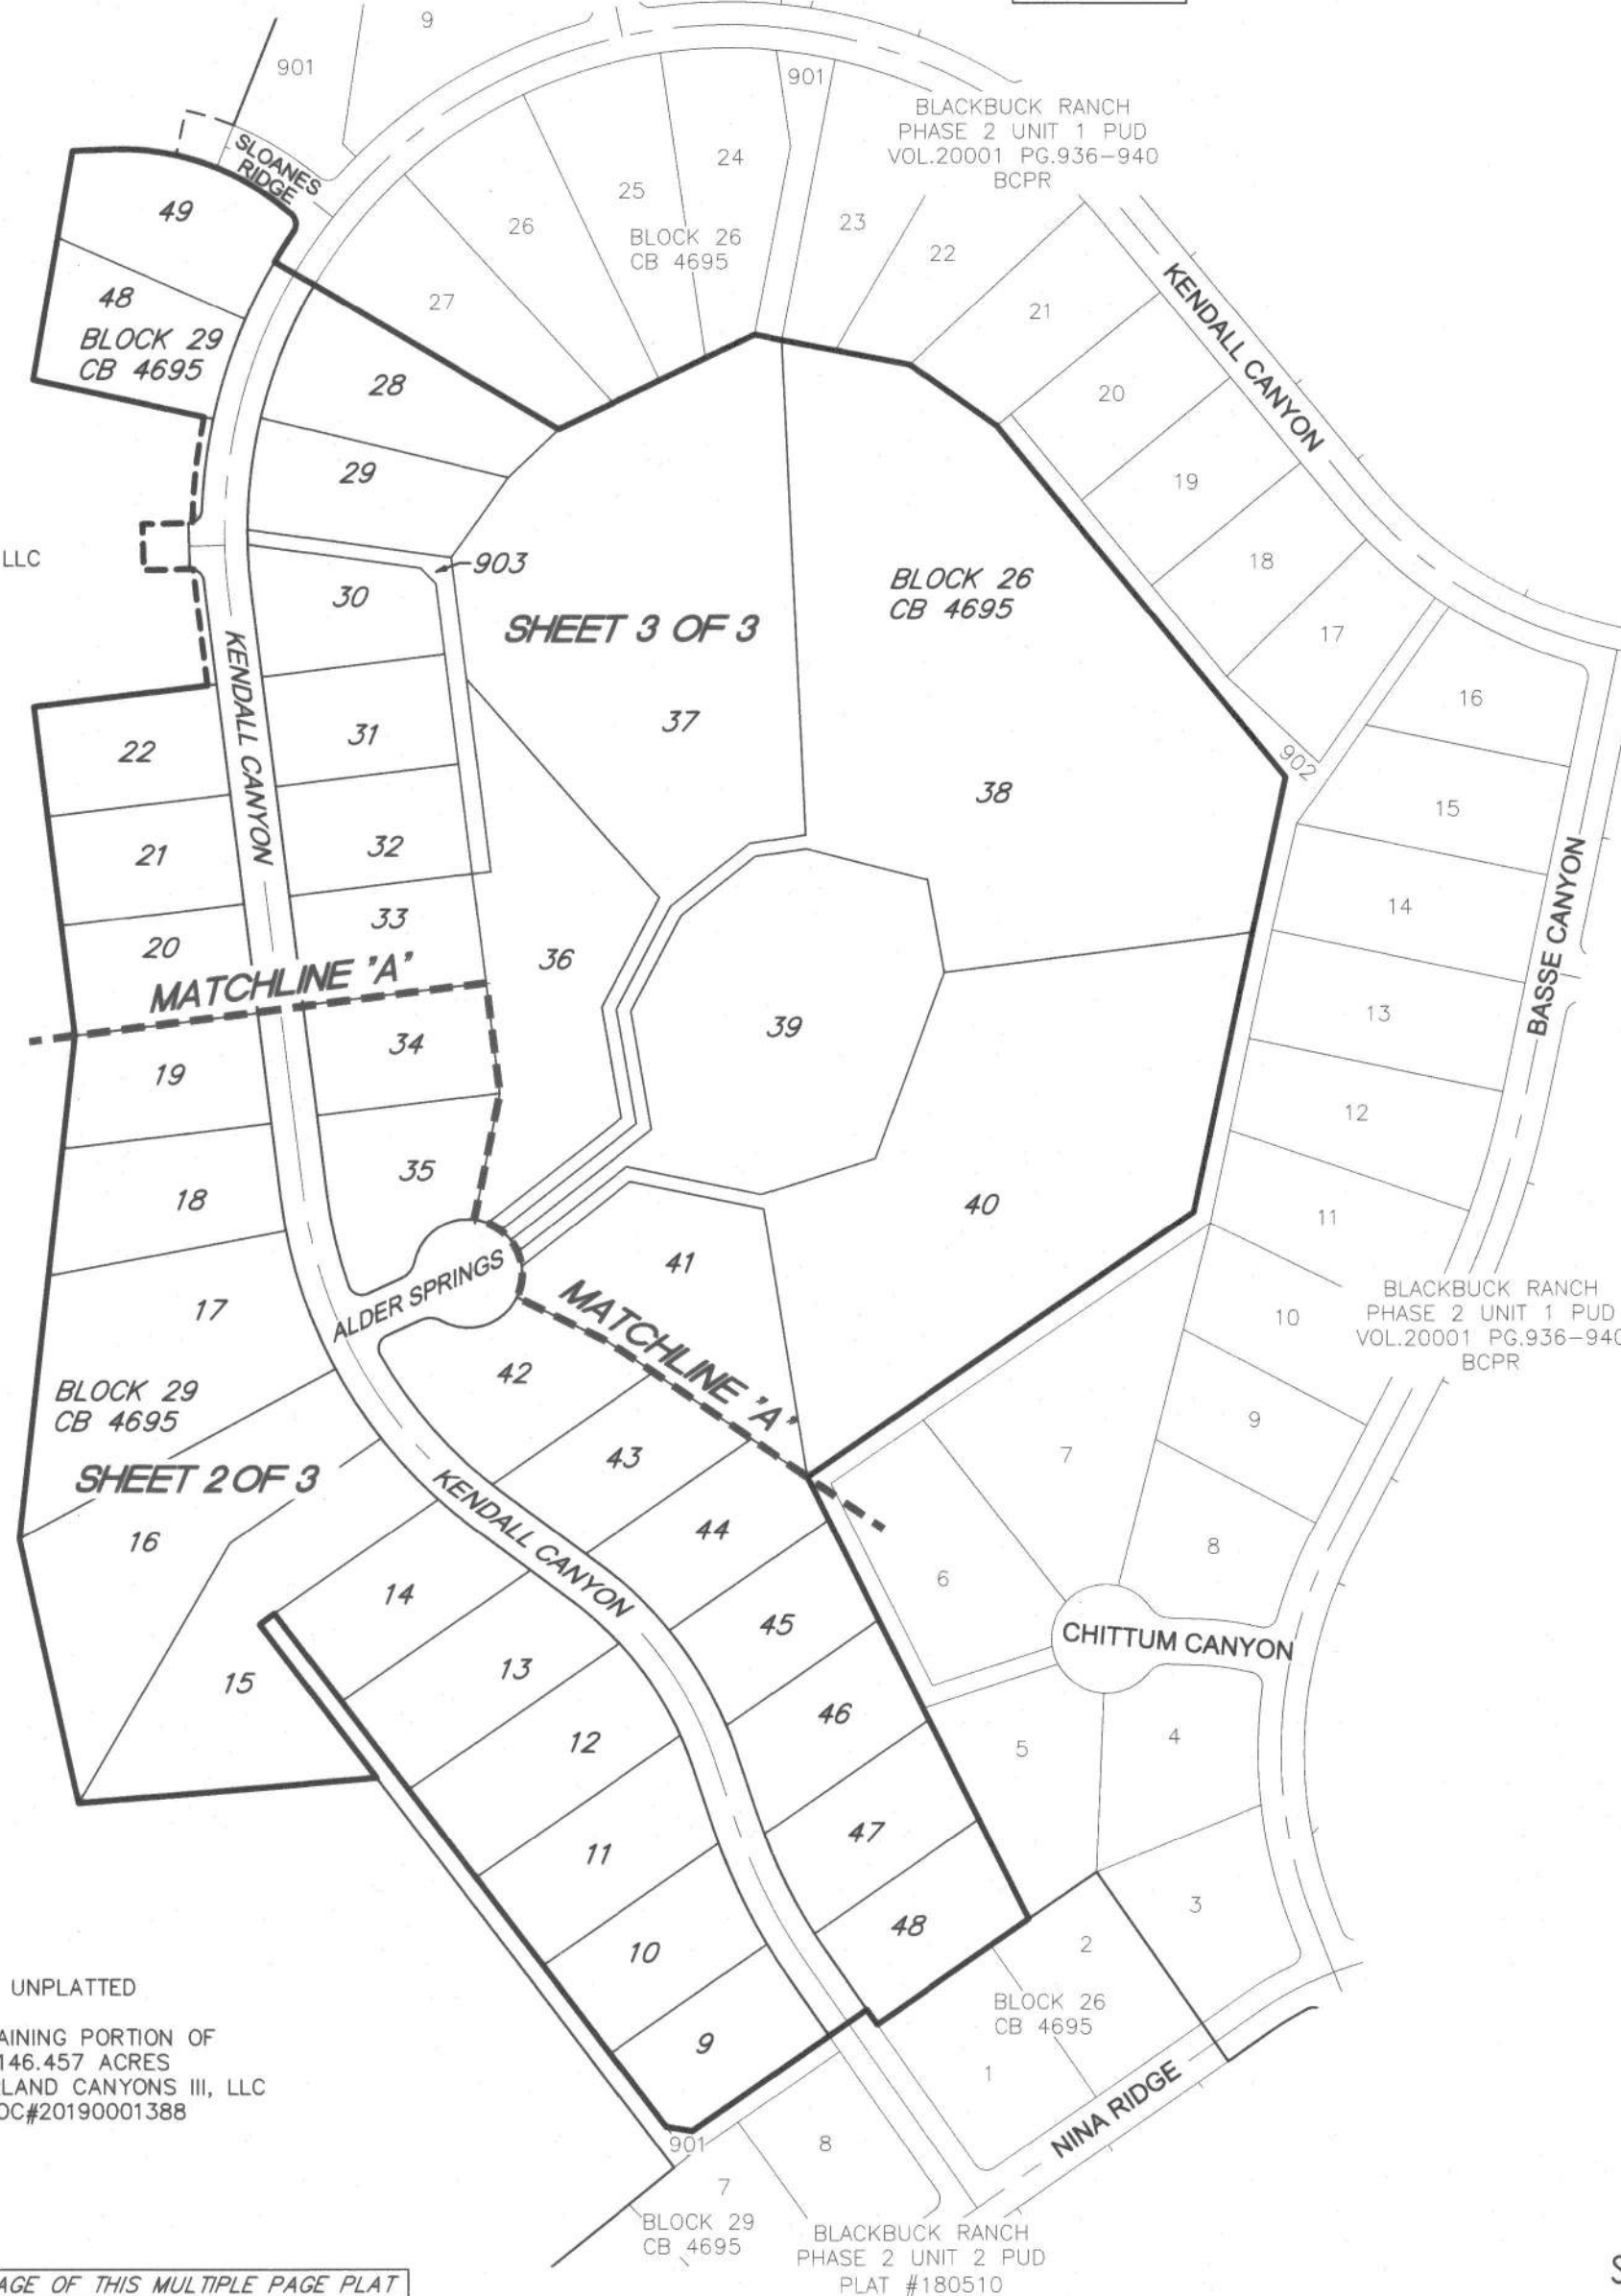 9
901
901
BLACKBUCK RANCH
PHASE 2 UNIT 1 PUD
VOL.20001 PG.936-940
BCPR
SLOANES
RIDGE
24
25
26
23
22
49
BLOCK 26
CB 4695
27
48
BLOCK 29
CB 4695
21
KENDALL CANYON
28
20
29
19
LLC
903
18
30
BLOCK 26
CB 4695
SHEET 3 OF 3
17
KENDALL CANYON
16
37
31
22
902
38
15
21
32
14
BASSE CANYON
33
20
36
MATCHLINE "A"
39
13
34
19
12
35
18
40
11
41
ALDER SPRINGS
17
MATCHLINE "A"
10
BLACKBUCK RANCH
PHASE 2 UNIT 1 PUD
VOL.20001 PG.936-940
BCPR
42
BLOCK 29
CB 4695
9
7
43
SHEET 2 OF 3
KENDALL CANYON
44
16
8
6
14
45
CHITTUM CANYON
13
15
46
12
5
4
47
11
3
48
10
2
UNPLATTED
BLOCK 26
CB 4695
9
AINING PORTION OF
146.457 ACRES
LAND CANYONS III, LLC
OC#20190001388
1
NINA RIDGE
901
8
7
BLOCK 29
CB 4695
BLACKBUCK RANCH
PHASE 2 UNIT 2 PUD
PLAT #180510
AGE OF THIS MULTIPLE PAGE PLAT
S